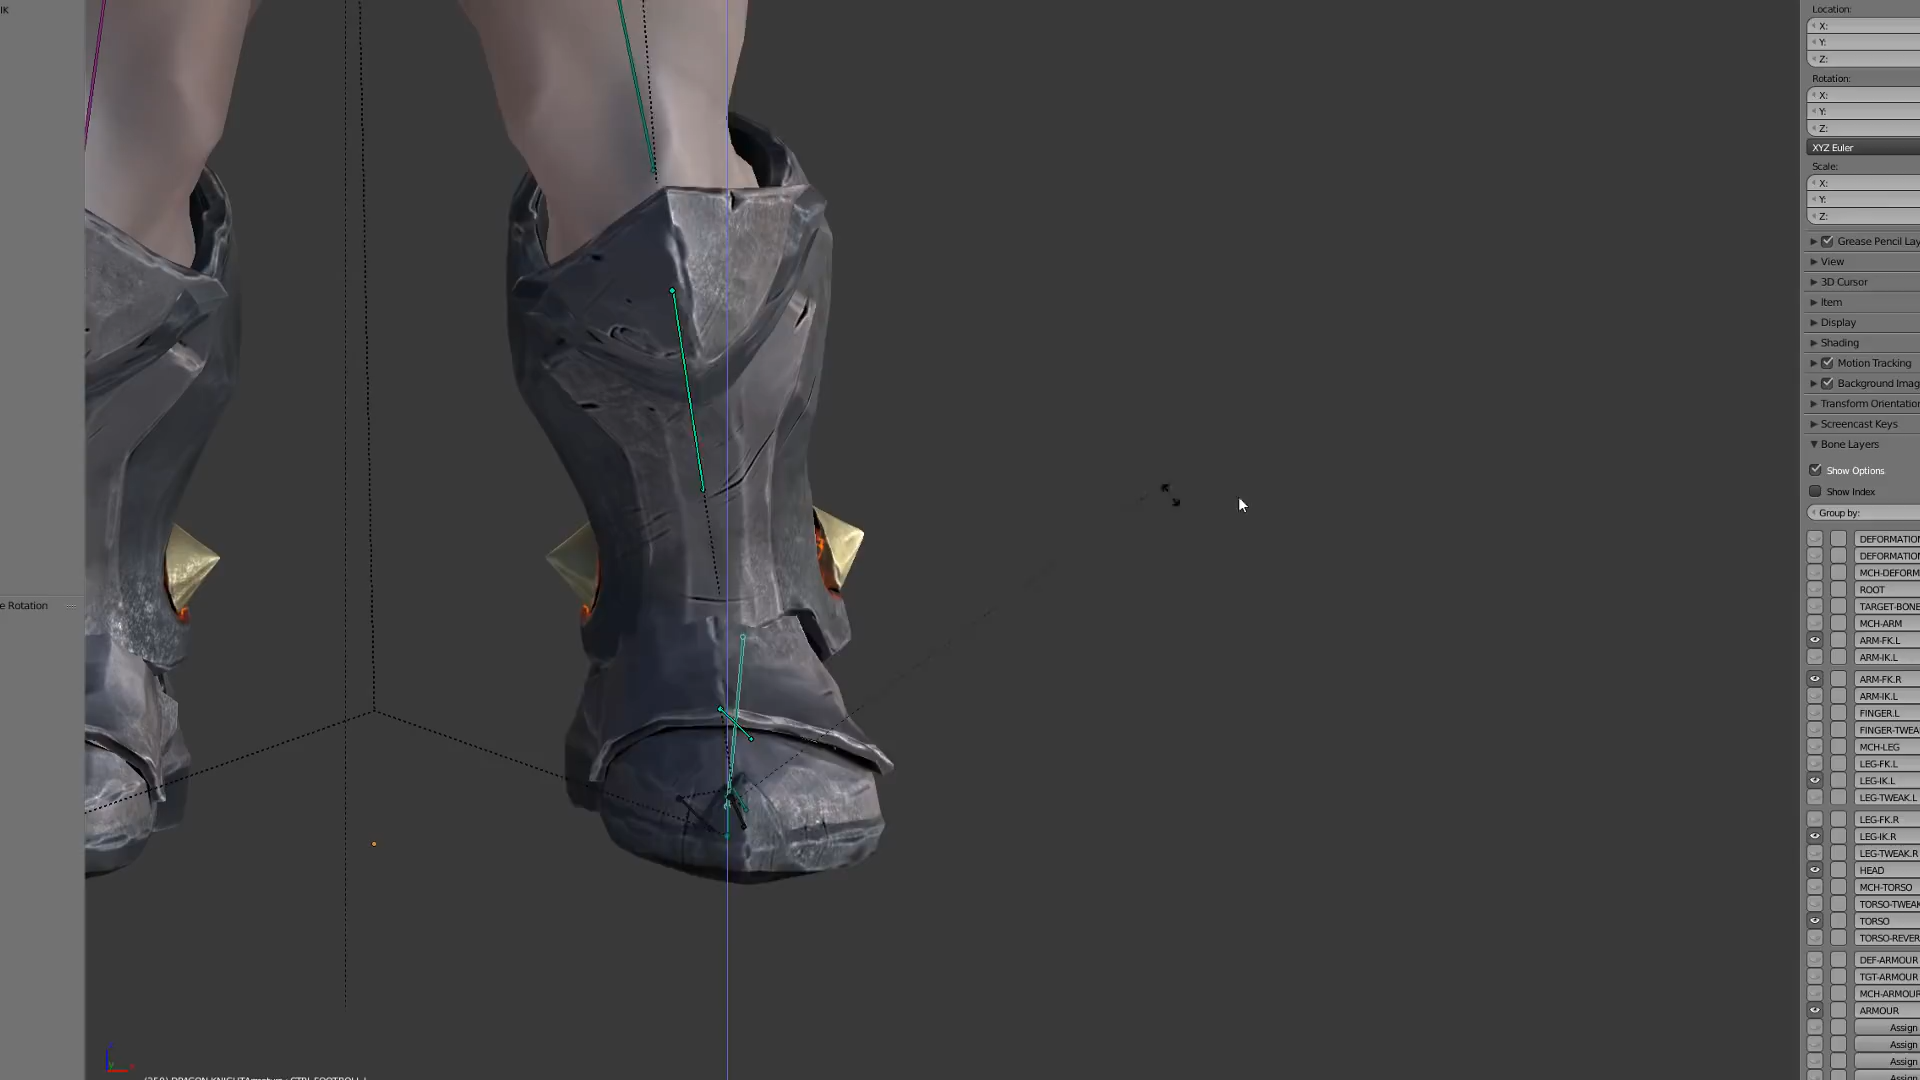 IK
e Rotation
Location:
X:
Y:
Z:
Rotation:
X:
Y:
Z:
XYZ Euler
Scale:
X:
Y:
Z:
Grease Pencil Lay
View
3D Cursor
Item
Display
Shading
Motion Tracking
Background Imag
Transform Orientation
Screencast Keys
Bone Layers
Show Options
Show Index
Group by:
DEFORMATION
DEFORMATION
MCH-DEFORM
ROOT
TARGET-BONE
MCH-ARM
ARM-FK.L
ARM-IK.L
ARM-FK.R
ARM-IK.L
FINGER.L
FINGER-TWEA
MCH-LEG
LEG-FK.L
LEG-IK.L
LEG-TWEAK.L
LEG-FK.R
LEG-IK.R
LEG-TWEAK.R
HEAD
MCH-TORSO
TORSO-TWEAK
TORSO
TORSO-REVER
DEF-ARMOUR
TGT-ARMOUR
MCH-ARMOUR
ARMOUR
Assign
Assign
Assign
Assign